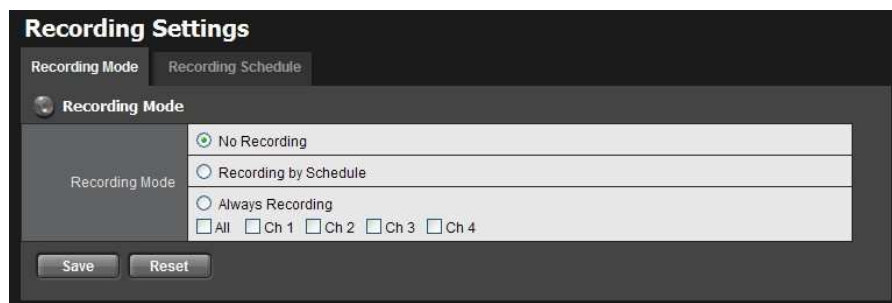 Recording Settings
Recording Mode Recording Schedule
Recording Mode
Recording Mode
No Recording
Recording by Schedule
Always Recording
All Ch 1 Ch 2 Ch 3 Ch 4
Save Reset